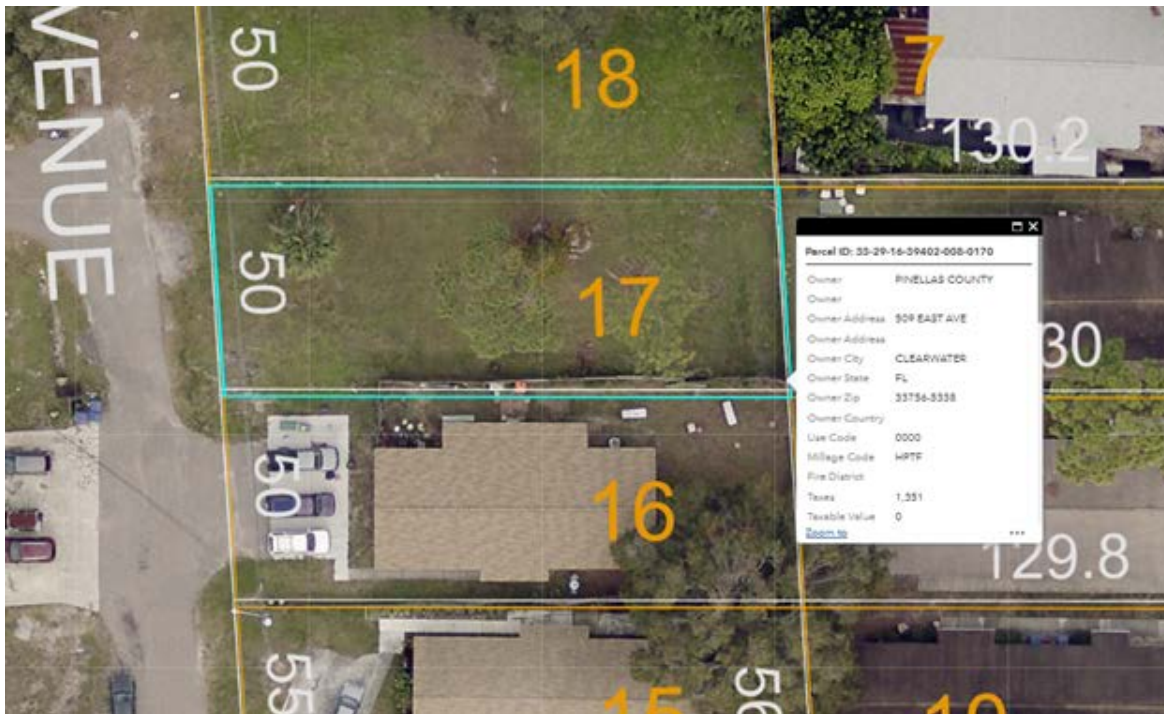 VENUE
50
18
7
130.2
50
17
Parcel ID: 33-29-16-39402-008-0170
Owner PINELLAS COUNTY
Owner
Owner Address 509 EAST AVE
Owner Address
Owner City CLEARWATER
Owner State FL
Owner Zip 33756-5338
Owner Country
Use Code 0000
Millage Code HPTF
Fire District
Taxes 1,351
Taxable Value 0
Zoom to
30
50
16
129.8
55
15
56
19